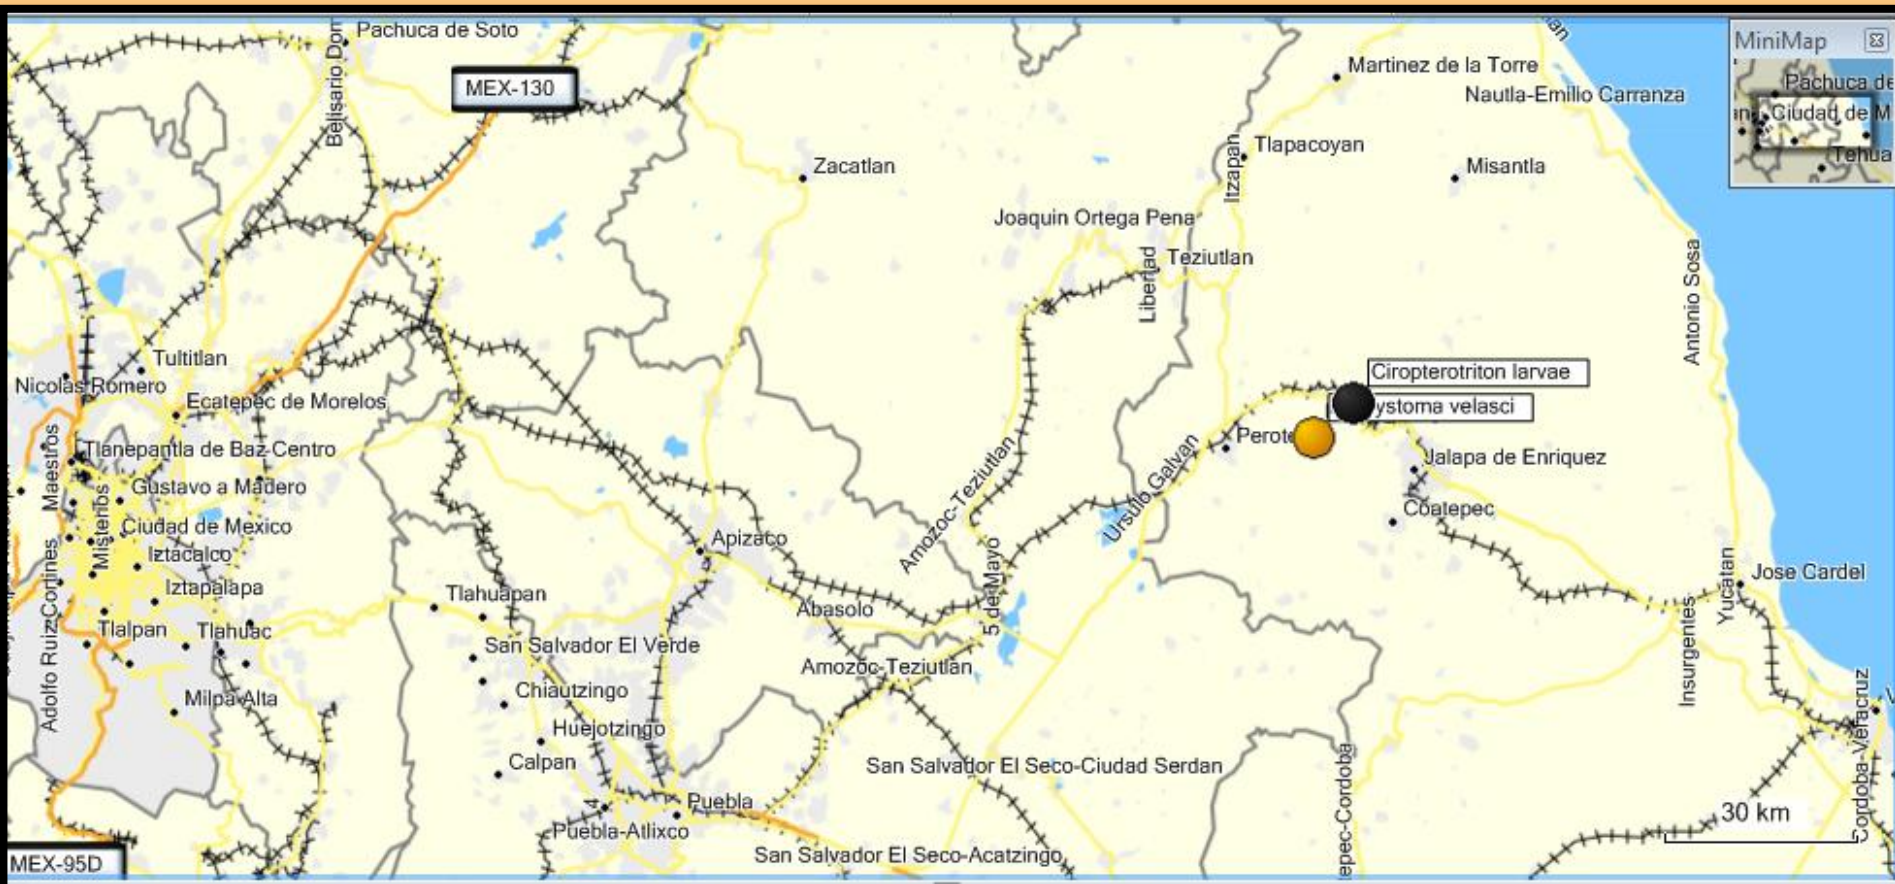 Pachuca de Soto
MiniMap
Belisario Dom
MEX-130
Martinez de la Torre
Nautla-Emilio Carranza
Pachuca de
Ciudad de M
Tehua
Zacatlan
Itzapan
Tlapacoyan
Misantla
Joaquin Ortega Pena
Libertad
Teziutlan
Antonio Sosa
Tultitlan
Nicolas Romero
Ecatepec de Morelos
Ciropterotriton larvae
ystoma velasci
Maestros
Tlanepantla de Baz Centro
Perote
Jalapa de Enriquez
Gustavo a Madero
Misterios
Amozoc-Teziutlan
Ursulo Galvan
Coatepec
Ciudad de Mexico
Iztacalco
Apizaco
Iztapalapa
Tlahuapan
Abasolo
5 de Mayo
Yucatan
Jose Cardel
Adolfo Ruiz Cortines
Tlalpan
Tlahuac
San Salvador El Verde
Amozoc-Teziutlan
Insurgentes
Milpa Alta
Chiautzingo
Huejotzingo
Calpan
San Salvador El Seco-Ciudad Serdan
tepec-Cordoba
Cordoba-Veracruz
4
Puebla
Puebla-Atlixco
30 km
MEX-95D
San Salvador El Seco-Acatzingo